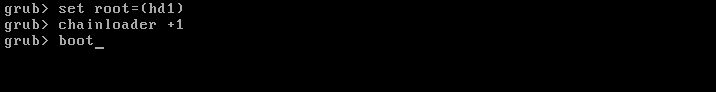 grub> set root=(hd1)
grub> chainloader +1
grub> boot_